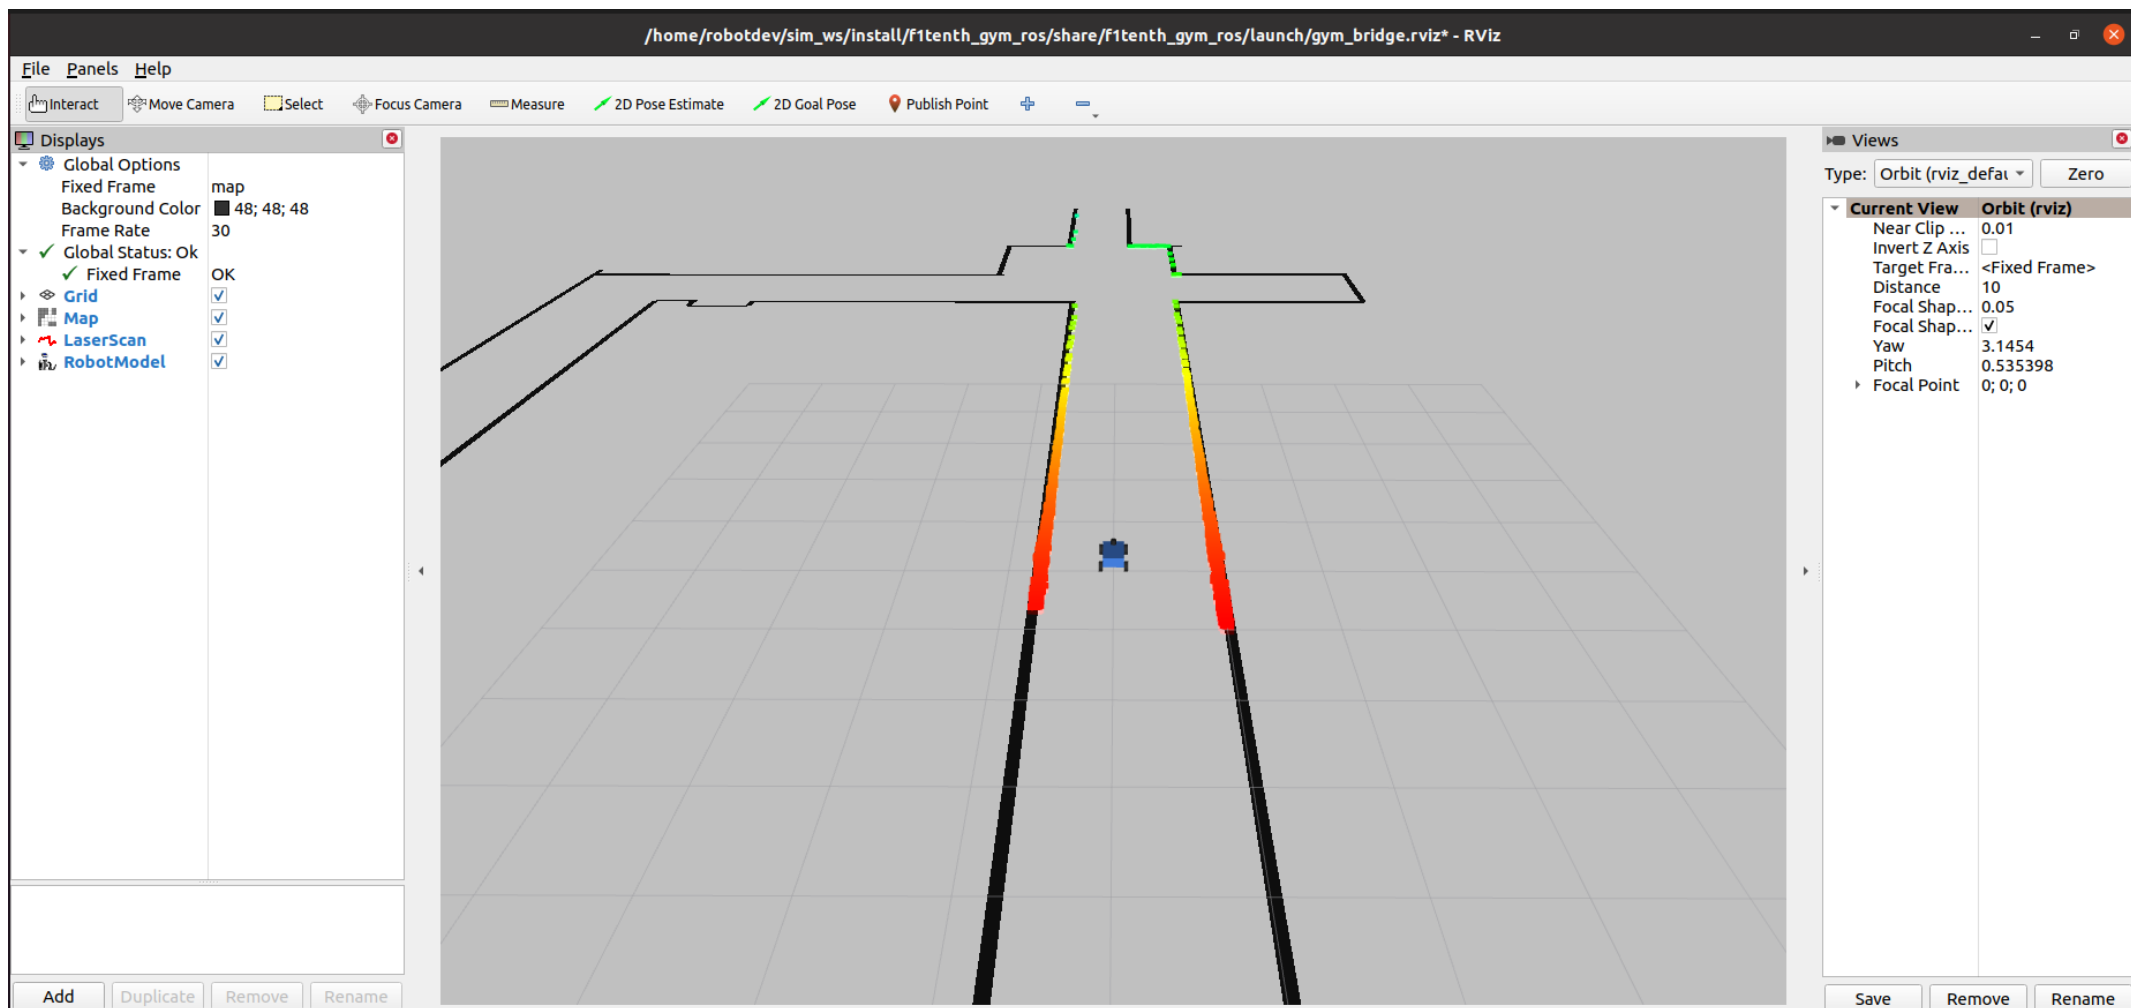 /home/robotdev/sim_ws/install/f1tenth_gym_ros/share/f1tenth_gym_ros/launch/gym_bridge.rviz* - RViz
File Panels Help
Interact Move Camera Select Focus Camera Measure 2D Pose Estimate 2D Goal Pose Publish Point
Displays
Global Options
Fixed Frame map
Background Color 48; 48; 48
Frame Rate 30
Global Status: Ok
Fixed Frame OK
Grid
Map
LaserScan
RobotModel
Add Duplicate Remove Rename
Views
Type: Orbit (rviz_defau Zero
Current View Orbit (rviz)
Near Clip ... 0.01
Invert Z Axis
Target Fra... <Fixed Frame>
Distance 10
Focal Shap... 0.05
Focal Shap...
Yaw 3.1454
Pitch 0.535398
Focal Point 0; 0; 0
Save Remove Rename